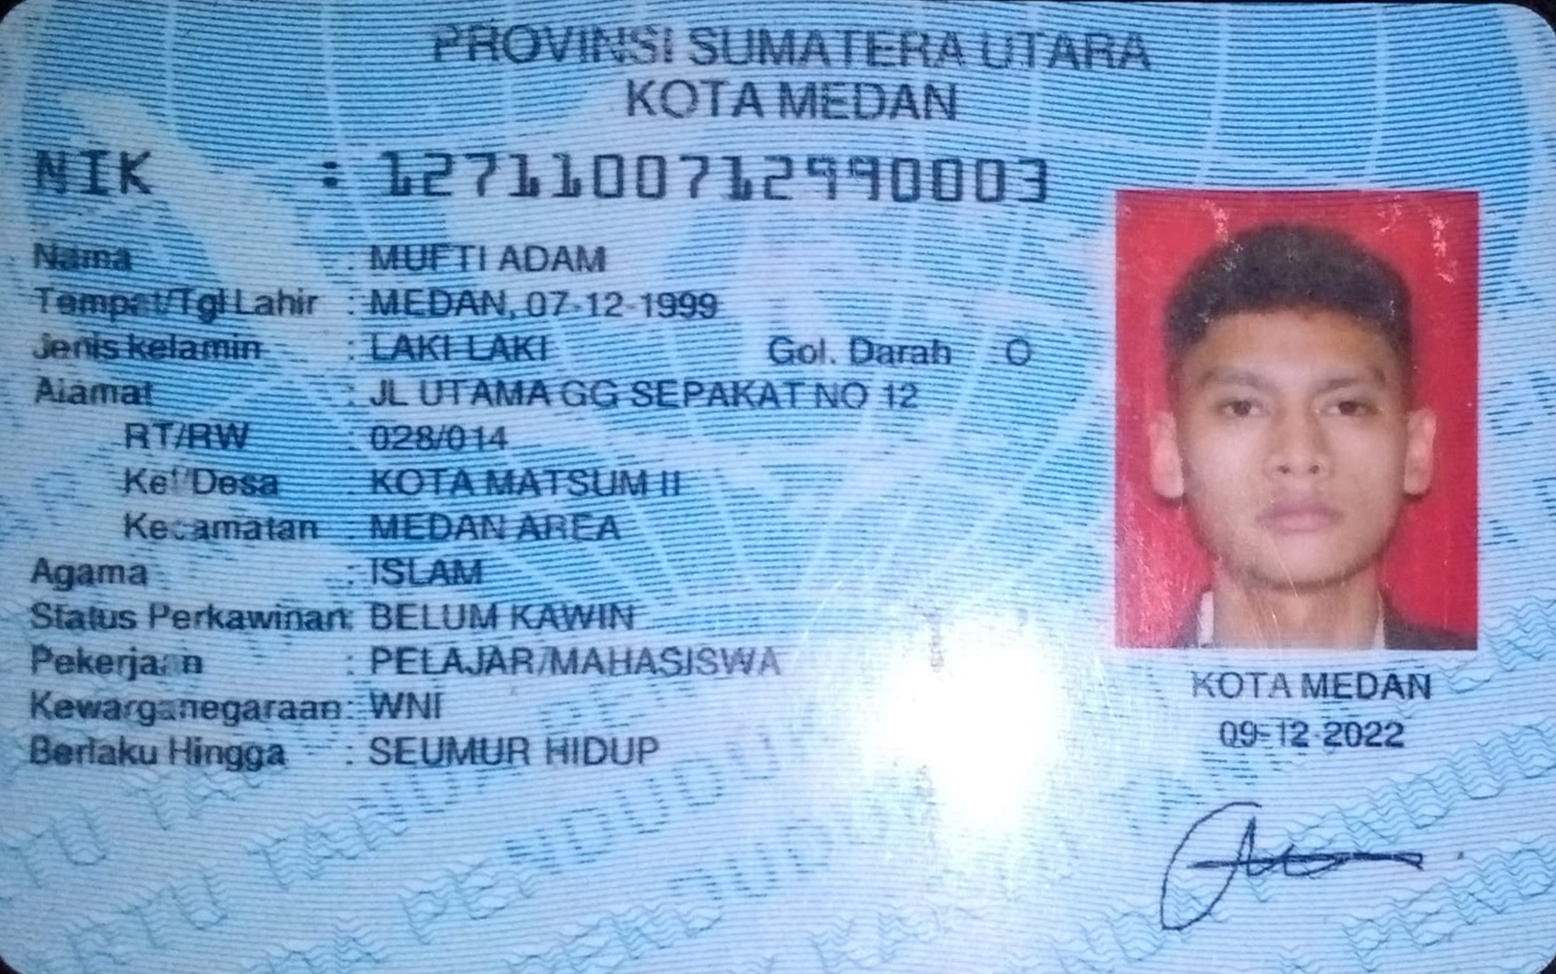 PROVINSI SUMATERA UTARA
KOTA MEDAN
NIK : 1271100712990003
Nama : MUFTI ADAM
Tempat/Tgl Lahir : MEDAN, 07-12-1999
Jenis kelamin : LAKI-LAKI Gol. Darah : O
Alamat : JL UTAMA GG SEPAKAT NO 12
RT/RW : 028/014
Kel/Desa : KOTA MATSUM II
Kecamatan : MEDAN AREA
Agama : ISLAM
Status Perkawinan: BELUM KAWIN
Pekerjaan : PELAJAR/MAHASISWA
Kewarganegaraan: WNI
Berlaku Hingga : SEUMUR HIDUP
KOTA MEDAN
09-12-2022